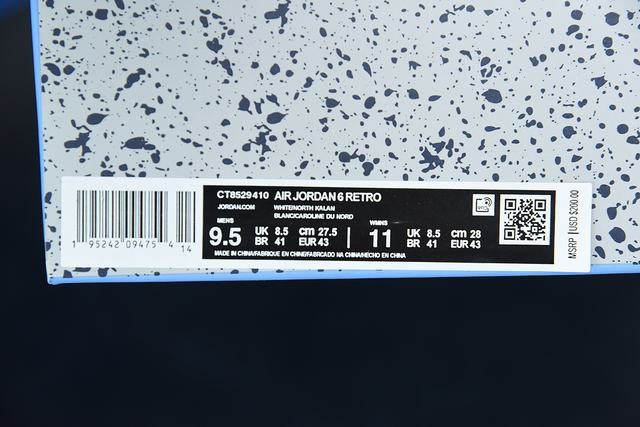 CT8529 410 AIR JORDAN 6 RETRO
JORDAN.COM WHITE/NORTH KALAN
BLANC/CAROLINE DU NORD
MENS
9.5 UK 8.5 cm 27.5
BR 41 EUR 43
WMNS
11 UK 8.5 cm 28
BR 41 EUR 43
MADE IN CHINA/FABRIQUE EN CHINE/FABRICADO NA CHINA/HECHO EN CHINA
1 95242 09475 4 14
MSRP USD $200.00